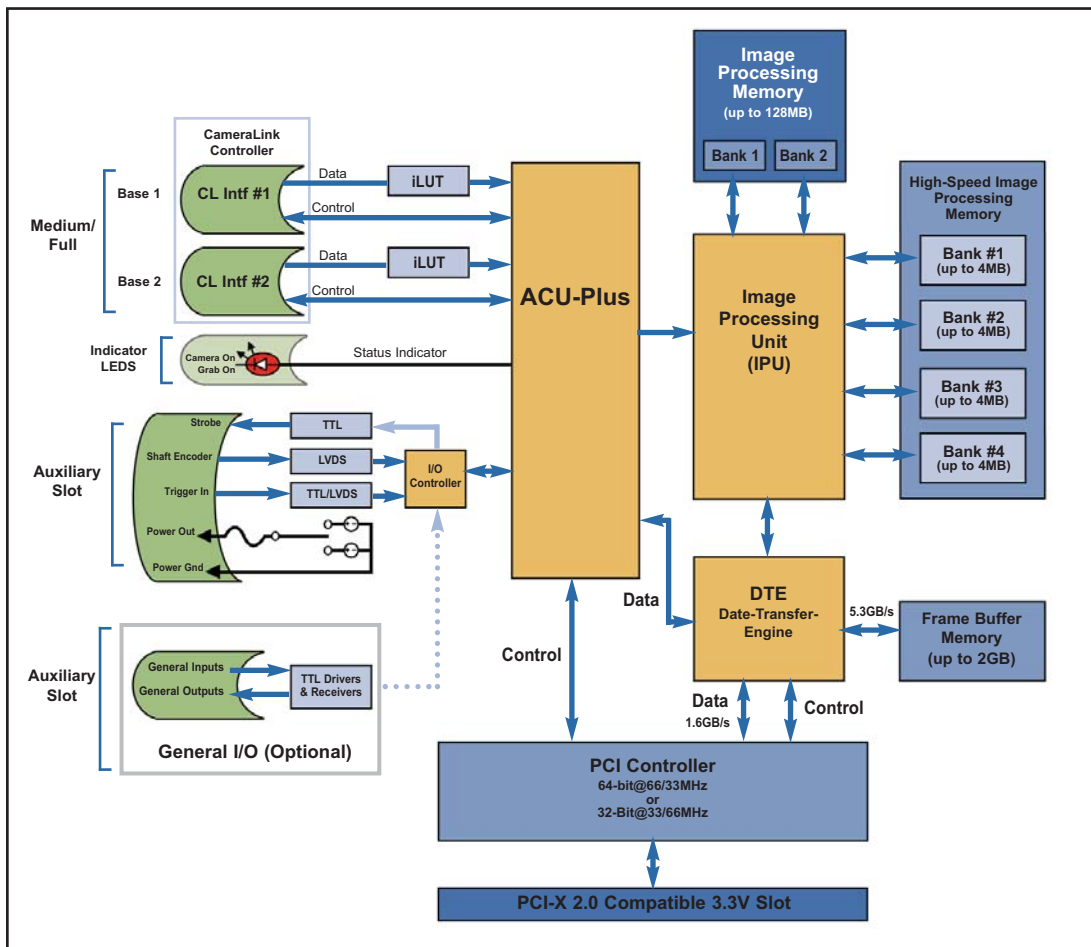 Image
Processing
Memory
(up to 128MB)
Bank 1
Bank 2
CameraLink
Controller
Medium/
Full
Base 1
CL Intf #1
Data
iLUT
Control
Base 2
CL Intf #2
Data
iLUT
Control
ACU-Plus
Image
Processing
Unit
(IPU)
High-Speed Image
Processing
Memory
Bank #1
(up to 4MB)
Bank #2
(up to 4MB)
Bank #3
(up to 4MB)
Bank #4
(up to 4MB)
Indicator
LEDS
Camera On
Grab On
Status Indicator
Auxiliary
Slot
Strobe
TTL
Shaft Encoder
LVDS
Trigger In
TTL/LVDS
I/O
Controller
Power Out
Power Gnd
Data
DTE
Date-Transfer-
Engine
5.3GB/s
Frame Buffer
Memory
(up to 2GB)
Auxiliary
Slot
General Inputs
General Outputs
TTL Drivers
& Receivers
General I/O (Optional)
Control
Data
1.6GB/s
Control
PCI Controller
64-bit@66/33MHz
or
32-Bit@33/66MHz
PCI-X 2.0 Compatible 3.3V Slot